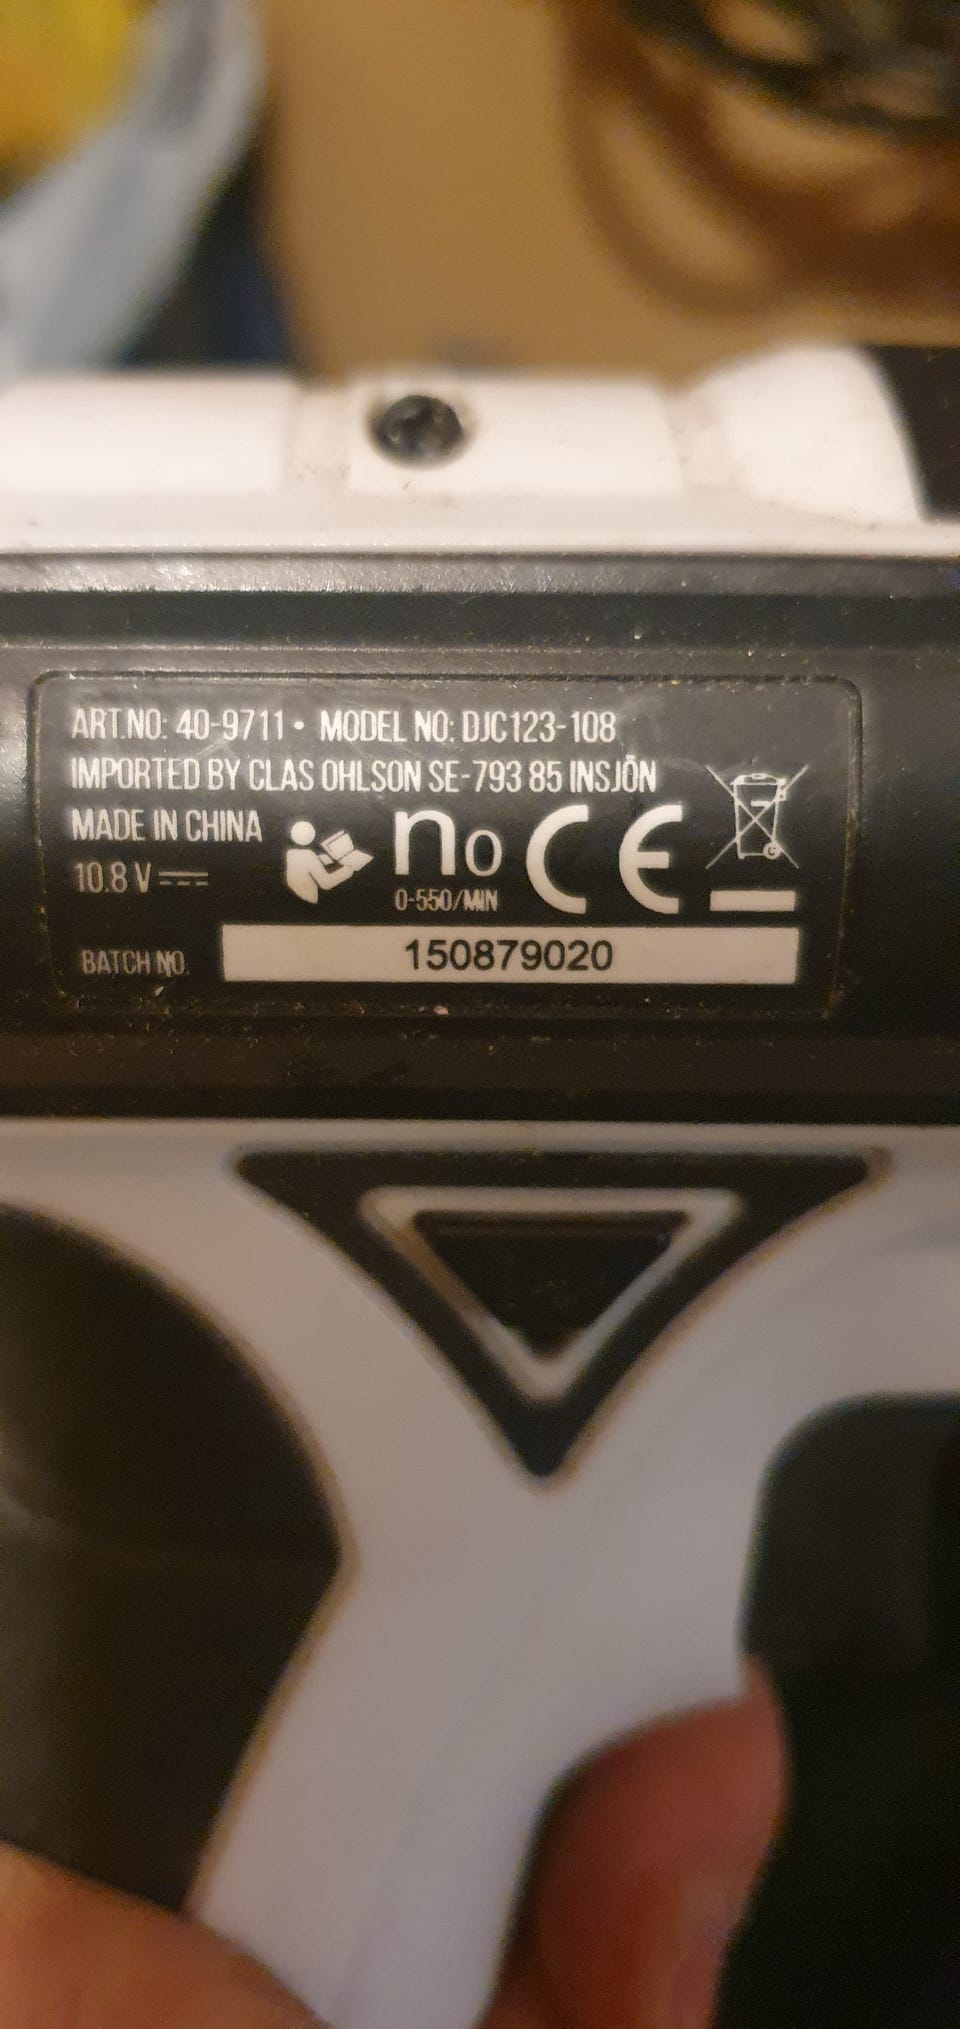 ART.NO: 40-9711 • MODEL NO: DJC123-108
IMPORTED BY CLAS OHLSON SE-793 85 INSJÖN
MADE IN CHINA
10.8 V
n0
0-550/MIN
CE
BATCH NO.
150879020